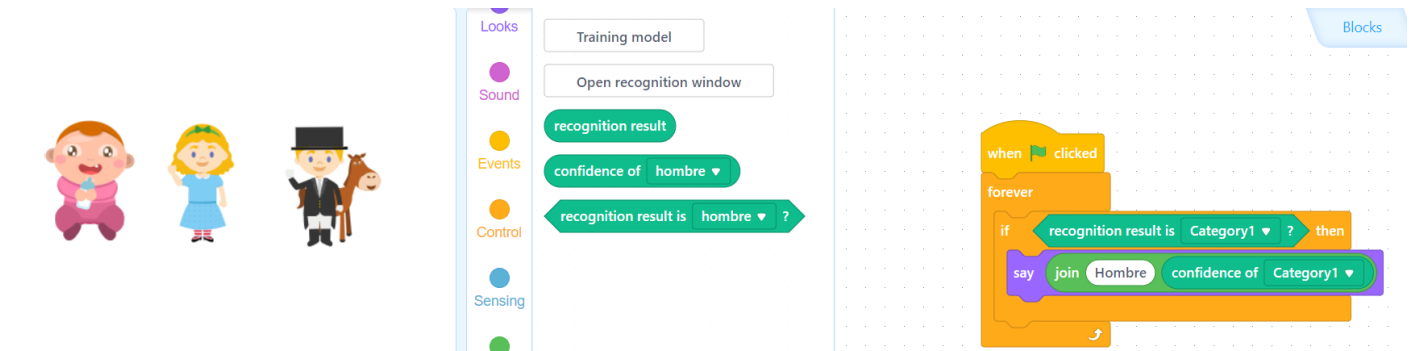 Looks
Training model
Blocks
Open recognition window
Sound
recognition result
Events
confidence of hombre
recognition result is hombre ?
Control
Sensing
when clicked
forever
if recognition result is Category1 ? then
say join Hombre confidence of Category1